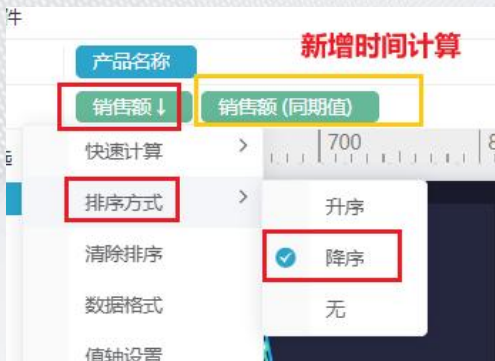 件
新增时间计算
产品名称
销售额↓ 销售额(同期值)
快速计算 >
700 8
排序方式 >
升序
清除排序
降序
数据格式
无
值轴设置